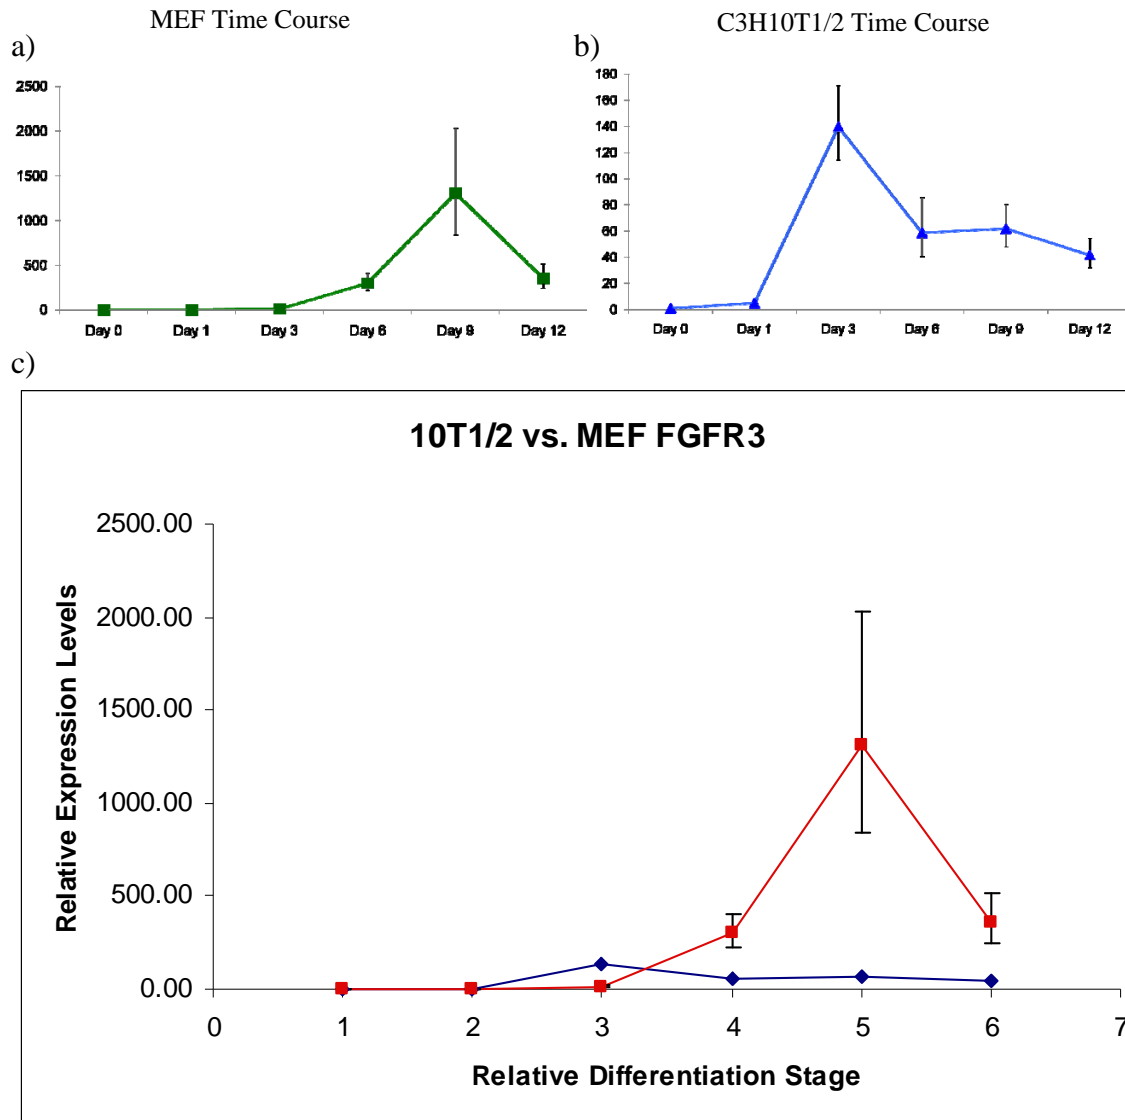 MEF Time Course
C3H10T1/2 Time Course
a)
b)
2500
2000
1500
1000
500
0
Day 0 Day 1 Day 3 Day 6 Day 9 Day 12
180
160
140
120
100
80
60
40
20
0
Day 0 Day 1 Day 3 Day 6 Day 9 Day 12
c)
10T1/2 vs. MEF FGFR3
Relative Expression Levels
2500.00
2000.00
1500.00
1000.00
500.00
0.00
0 1 2 3 4 5 6 7
Relative Differentiation Stage